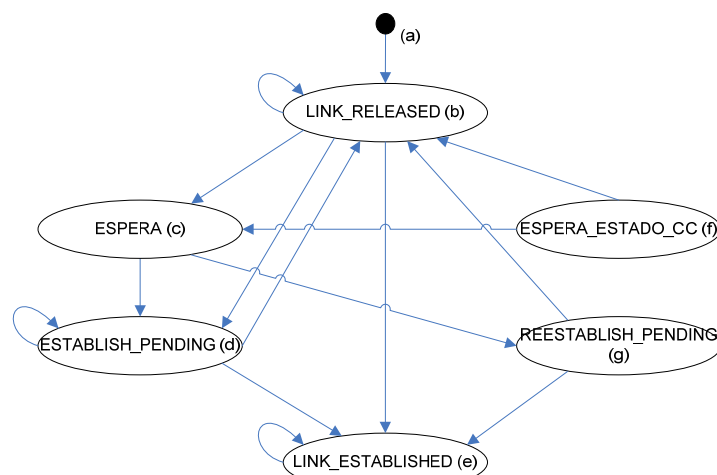 (a)
LINK_RELEASED (b)
ESPERA (c)
ESPERA_ESTADO_CC (f)
ESTABLISH_PENDING (d)
REESTABLISH_PENDING
(g)
LINK_ESTABLISHED (e)